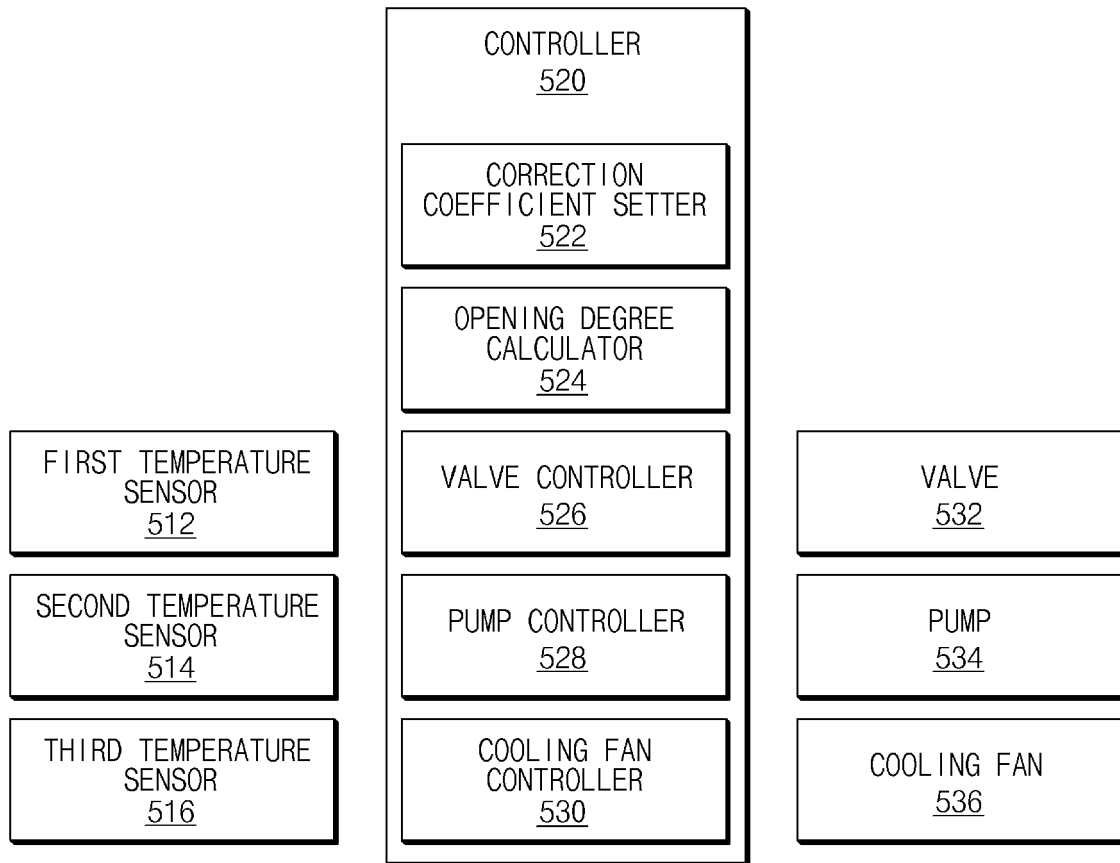 CONTROLLER
520
CORRECTION
COEFFICIENT SETTER
522
OPENING DEGREE
CALCULATOR
524
FIRST TEMPERATURE
SENSOR
512
VALVE CONTROLLER
526
VALVE
532
SECOND TEMPERATURE
SENSOR
514
PUMP CONTROLLER
528
PUMP
534
THIRD TEMPERATURE
SENSOR
516
COOLING FAN
CONTROLLER
530
COOLING FAN
536